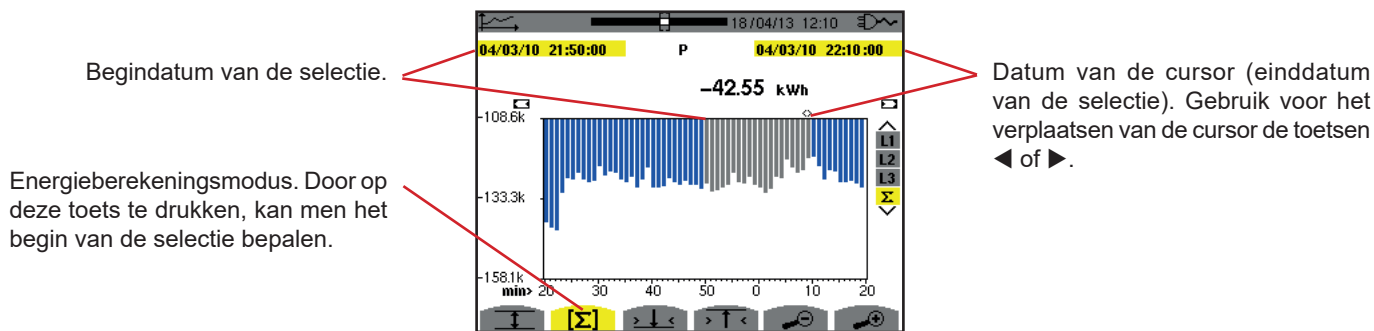 18/04/13 12:10
04/03/10 21:50:00 P 04/03/10 22:10:00
Begindatum van de selectie.
Datum van de cursor (einddatum
van de selectie). Gebruik voor het
verplaatsen van de cursor de toetsen
◄ of ►.
-42.55 kWh
-108.6k
L1
L2
L3
Σ
Energieberekeningsmodus. Door op
deze toets te drukken, kan men het
begin van de selectie bepalen.
-133.3k
-158.1k
min> 20 30 40 50 0 10 20
[Σ]